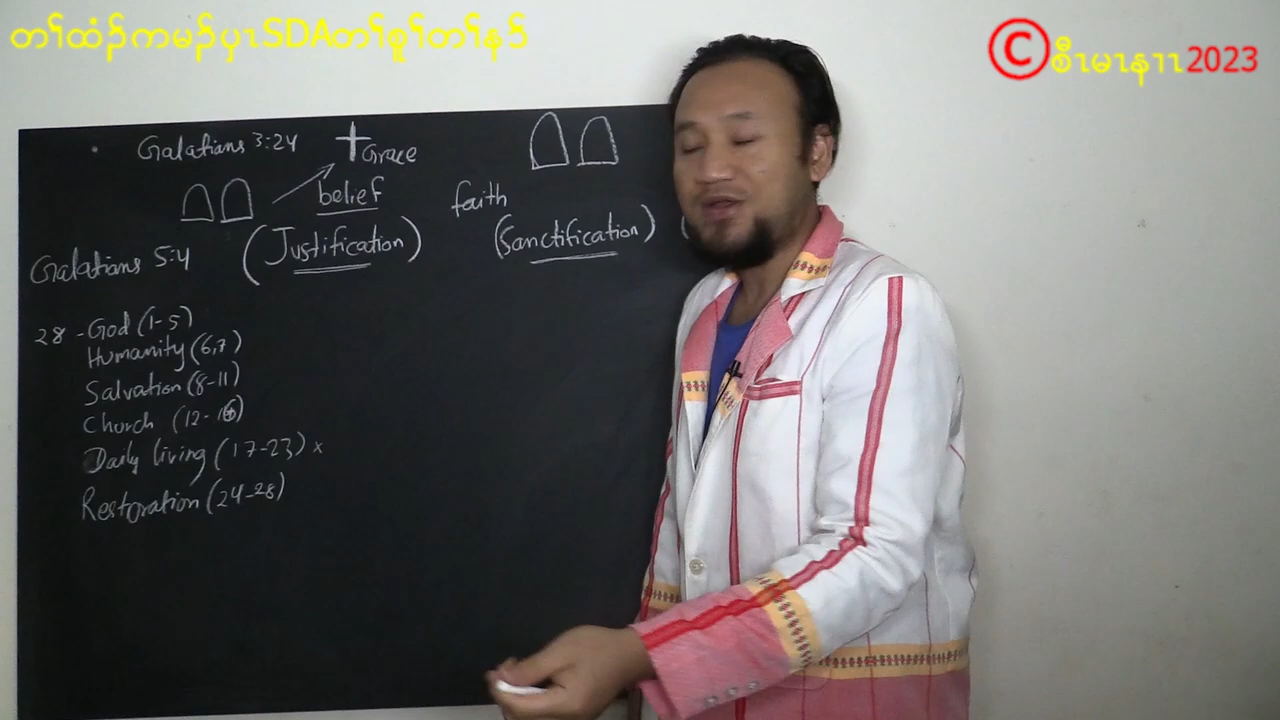 တၢ်ထံၣ်ကမၣ်ပှၤSDAတၢ်စူၢ်တၢ်နာ်
©စီၤမၤနၤၤ2023
Galatians 3:24
Grace
belief
faith
(Justification)
(Sanctification)
(
Galatians 5:4
28 - God (1-5)
Humanity (6,7)
Salvation (8-11)
Church (12-16)
Daily living (17-23) x
Restoration (24-28)